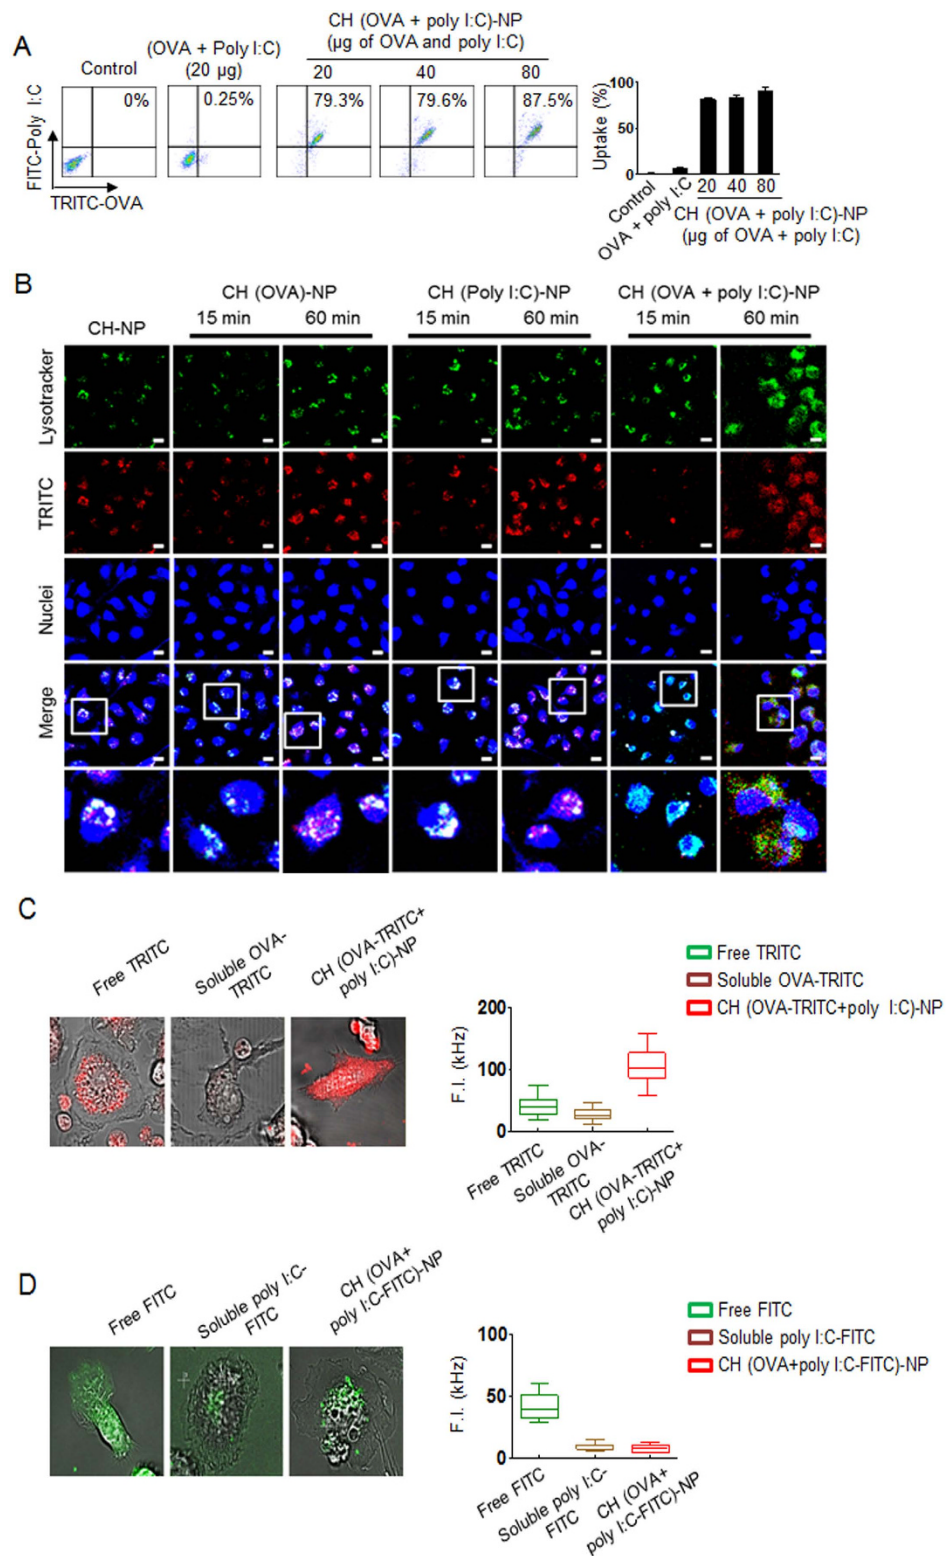 A
CH (OVA + poly I:C)-NP
(µg of OVA and poly I:C)
(OVA + Poly I:C)
(20 µg)
Control
20
40
80
FITC-Poly I:C
0%
0.25%
79.3%
79.6%
87.5%
TRITC-OVA
Uptake (%)
100
50
0
Control
OVA + poly I:C
20
40
80
CH (OVA + poly I:C)-NP
(µg of OVA + poly I:C)
B
CH (OVA)-NP
CH (Poly I:C)-NP
CH (OVA + poly I:C)-NP
CH-NP
15 min
60 min
15 min
60 min
15 min
60 min
Lysotracker
TRITC
Nuclei
Merge
C
Free TRITC
Soluble OVA-
TRITC
CH (OVA-TRITC+
poly I:C)-NP
Free TRITC
Soluble OVA-TRITC
CH (OVA-TRITC+poly I:C)-NP
F.I. (kHz)
200
100
0
Free TRITC
Soluble OVA-
TRITC
CH (OVA-TRITC+
poly I:C)-NP
D
Free FITC
Soluble poly I:C-
FITC
CH (OVA+
poly I:C-FITC)-NP
Free FITC
Soluble poly I:C-FITC
CH (OVA+poly I:C-FITC)-NP
F.I. (kHz)
100
50
0
Free FITC
Soluble poly I:C-
FITC
CH (OVA+
poly I:C-FITC)-NP